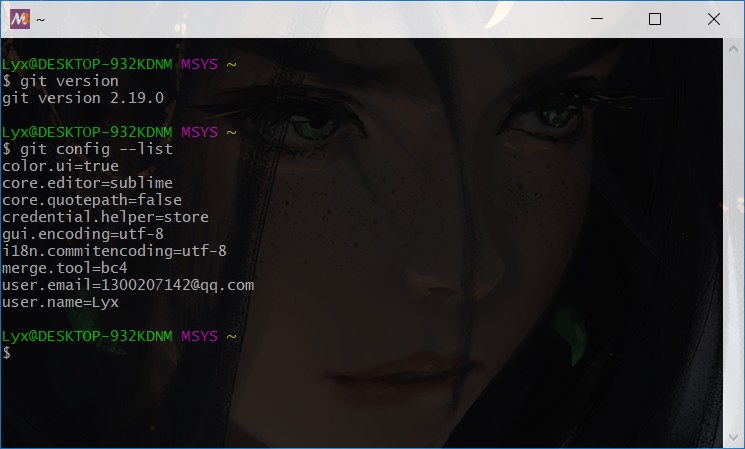 ~
Lyx@DESKTOP-932KDNM MSYS ~
$ git version
git version 2.19.0
Lyx@DESKTOP-932KDNM MSYS ~
$ git config --list
color.ui=true
core.editor=sublime
core.quotepath=false
credential.helper=store
gui.encoding=utf-8
i18n.commitencoding=utf-8
merge.tool=bc4
user.email=1300207142@qq.com
user.name=Lyx
Lyx@DESKTOP-932KDNM MSYS ~
$